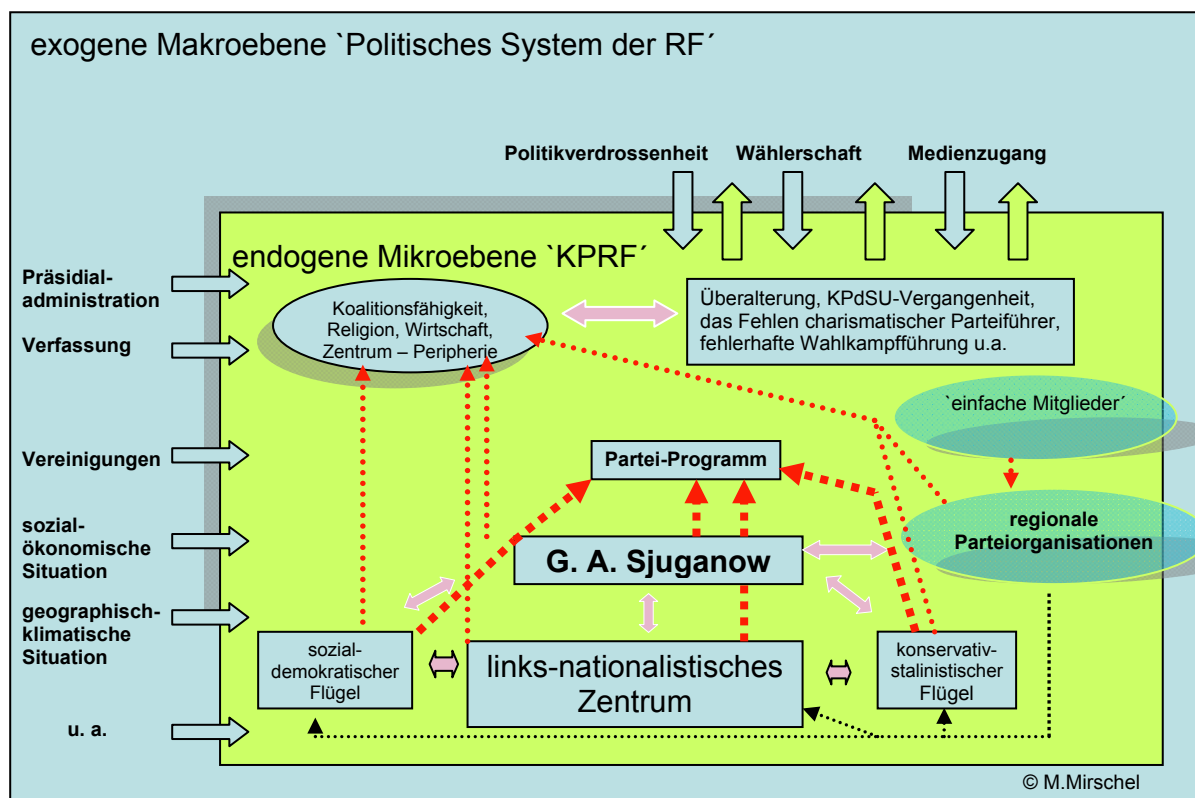 exogene Makroebene `Politisches System der RF´
Politikverdrossenheit
Wählerschaft
Medienzugang
endogene Mikroebene `KPRF´
Präsidial-
administration
Verfassung
Vereinigungen
sozial-
ökonomische
Situation
geographisch-
klimatische
Situation
u. a.
Koalitionsfähigkeit,
Religion, Wirtschaft,
Zentrum – Peripherie
Überalterung, KPdSU-Vergangenheit,
das Fehlen charismatischer Parteiführer,
fehlerhafte Wahlkampfführung u.a.
`einfache Mitglieder´
Partei-Programm
regionale
Parteiorganisationen
G. A. Sjuganow
sozial-
demokratischer
Flügel
links-nationalistisches
Zentrum
konservativ-
stalinistischer
Flügel
© M.Mirschel